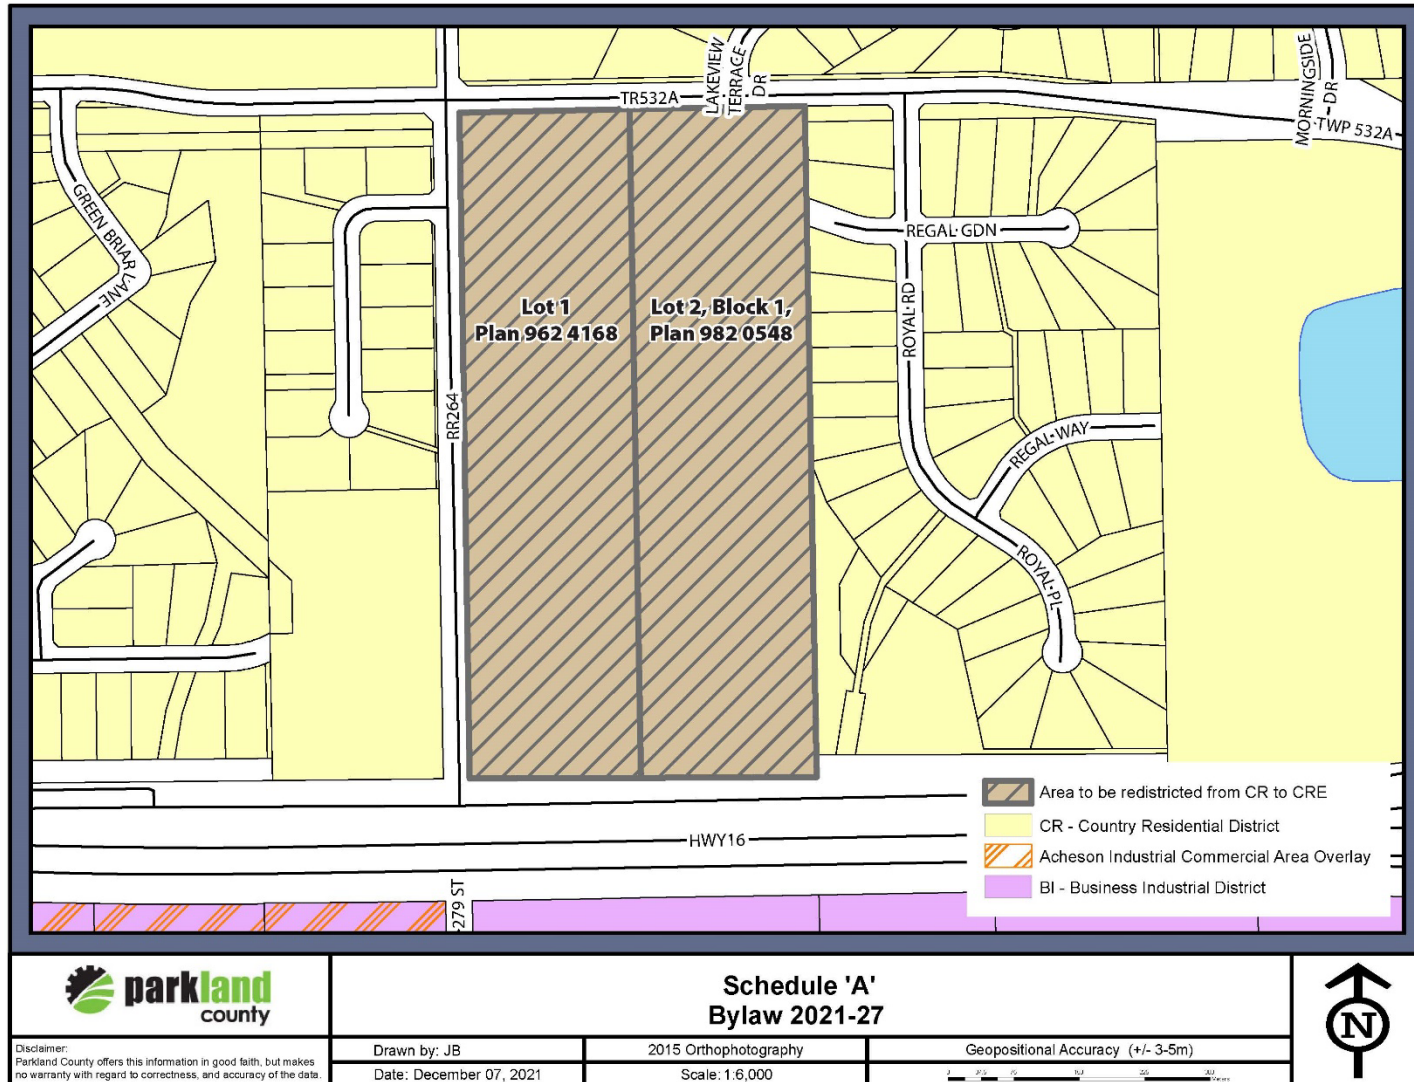 LAKEVIEW
TERRACE
DR
MORNINGSIDE
DR
TR532A
TWP 532A
GREEN BRIAR LANE
REGAL GDN
ROYAL RD
Lot 1
Plan 962 4168
Lot 2, Block 1,
Plan 982 0548
RR264
REGAL WAY
ROYAL PL
HWY16
279 ST
Area to be redistricted from CR to CRE
CR - Country Residential District
Acheson Industrial Commercial Area Overlay
BI - Business Industrial District
parkland
county
Schedule 'A'
Bylaw 2021-27
N
Disclaimer:
Parkland County offers this information in good faith, but makes
no warranty with regard to correctness, and accuracy of the data.
Drawn by: JB
2015 Orthophotography
Geopositional Accuracy (+/- 3-5m)
Date: December 07, 2021
Scale: 1:6,000